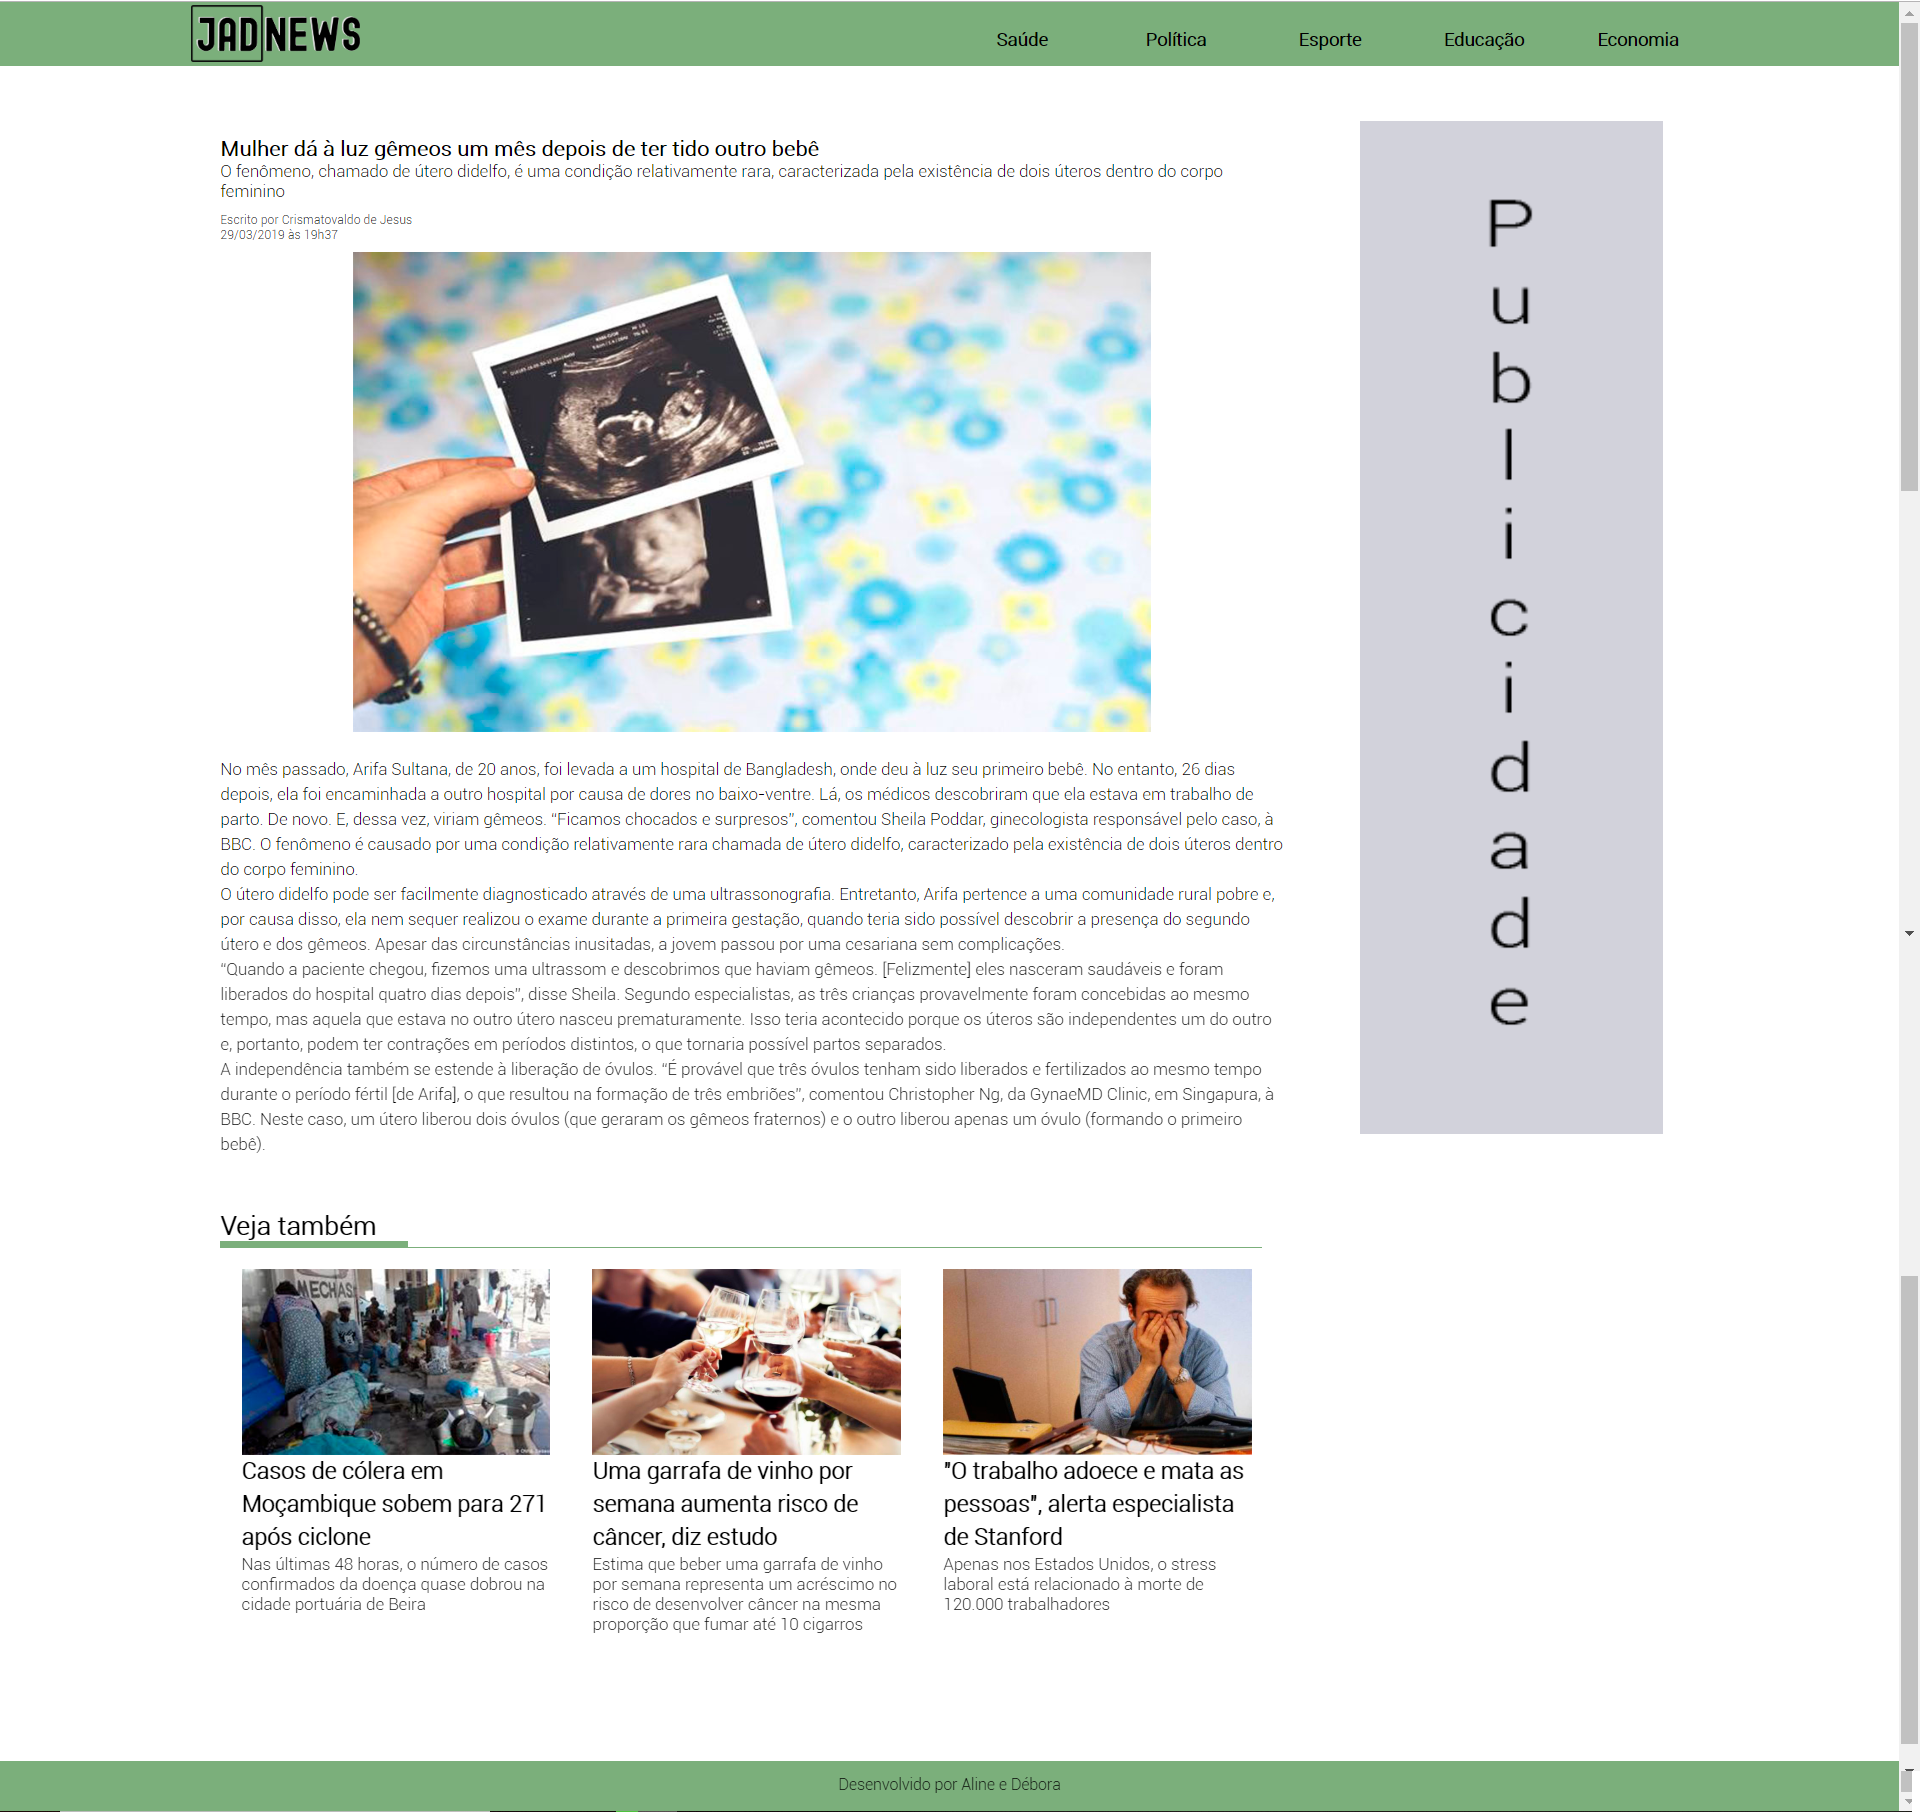 JADNEWS
Saúde Política Esporte Educação Economia
Mulher dá à luz gêmeos um mês depois de ter tido outro bebê
O fenômeno, chamado de útero didelfo, é uma condição relativamente rara, caracterizada pela existência de dois úteros dentro do corpo
feminino
Escrito por Crismatovaldo de Jesus
29/03/2019 às 19h37
No mês passado, Arifa Sultana, de 20 anos, foi levada a um hospital de Bangladesh, onde deu à luz seu primeiro bebê. No entanto, 26 dias
depois, ela foi encaminhada a outro hospital por causa de dores no baixo-ventre. Lá, os médicos descobriram que ela estava em trabalho de
parto. De novo. E, dessa vez, viriam gêmeos. “Ficamos chocados e surpresos”, comentou Sheila Poddar, ginecologista responsável pelo caso, à
BBC. O fenômeno é causado por uma condição relativamente rara chamada de útero didelfo, caracterizado pela existência de dois úteros dentro
do corpo feminino.
O útero didelfo pode ser facilmente diagnosticado através de uma ultrassonografia. Entretanto, Arifa pertence a uma comunidade rural pobre e,
por causa disso, ela nem sequer realizou o exame durante a primeira gestação, quando teria sido possível descobrir a presença do segundo
útero e dos gêmeos. Apesar das circunstâncias inusitadas, a jovem passou por uma cesariana sem complicações.
“Quando a paciente chegou, fizemos uma ultrassom e descobrimos que haviam gêmeos. [Felizmente] eles nasceram saudáveis e foram
liberados do hospital quatro dias depois”, disse Sheila. Segundo especialistas, as três crianças provavelmente foram concebidas ao mesmo
tempo, mas aquela que estava no outro útero nasceu prematuramente. Isso teria acontecido porque os úteros são independentes um do outro
e, portanto, podem ter contrações em períodos distintos, o que tornaria possível partos separados.
A independência também se estende à liberação de óvulos. “É provável que três óvulos tenham sido liberados e fertilizados ao mesmo tempo
durante o período fértil [de Arifa], o que resultou na formação de três embriões”, comentou Christopher Ng, da GynaeMD Clinic, em Singapura, à
BBC. Neste caso, um útero liberou dois óvulos (que geraram os gêmeos fraternos) e o outro liberou apenas um óvulo (formando o primeiro
bebê).
Publicidade
Veja também
MECHAS
Casos de cólera em
Moçambique sobem para 271
após ciclone
Nas últimas 48 horas, o número de casos
confirmados da doença quase dobrou na
cidade portuária de Beira
Uma garrafa de vinho por
semana aumenta risco de
câncer, diz estudo
Estima que beber uma garrafa de vinho
por semana representa um acréscimo no
risco de desenvolver câncer na mesma
proporção que fumar até 10 cigarros
"O trabalho adoece e mata as
pessoas", alerta especialista
de Stanford
Apenas nos Estados Unidos, o stress
laboral está relacionado à morte de
120.000 trabalhadores
Desenvolvido por Aline e Débora